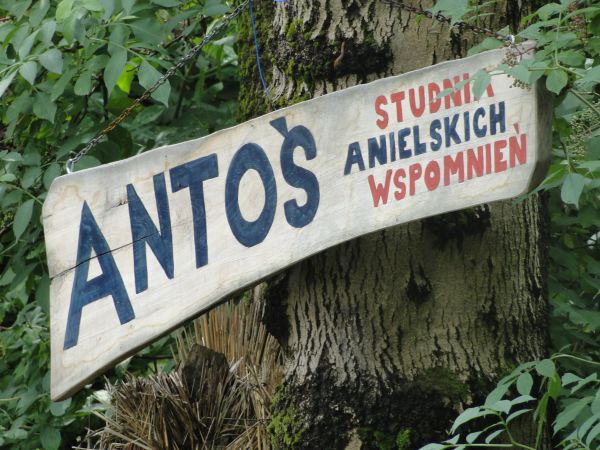 ANTOŚ
STUDNIA
ANIELSKICH
WSPOMNIEŃ